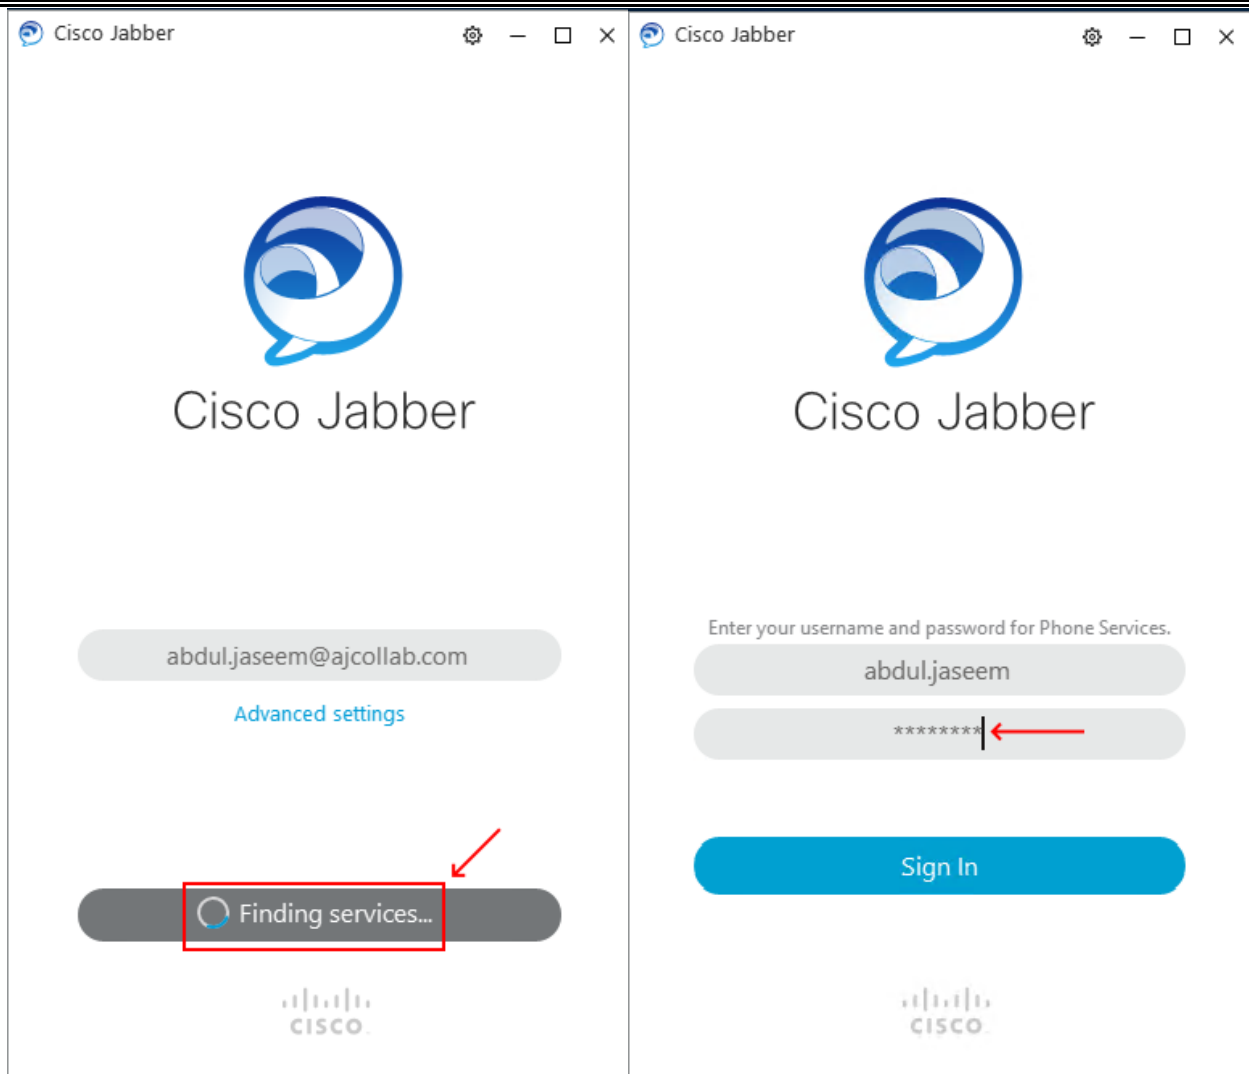 Cisco Jabber
Cisco Jabber
abdul.jaseem@ajcollab.com
Advanced settings
Finding services...
CISCO
Cisco Jabber
Cisco Jabber
Enter your username and password for Phone Services.
abdul.jaseem
********
Sign In
CISCO